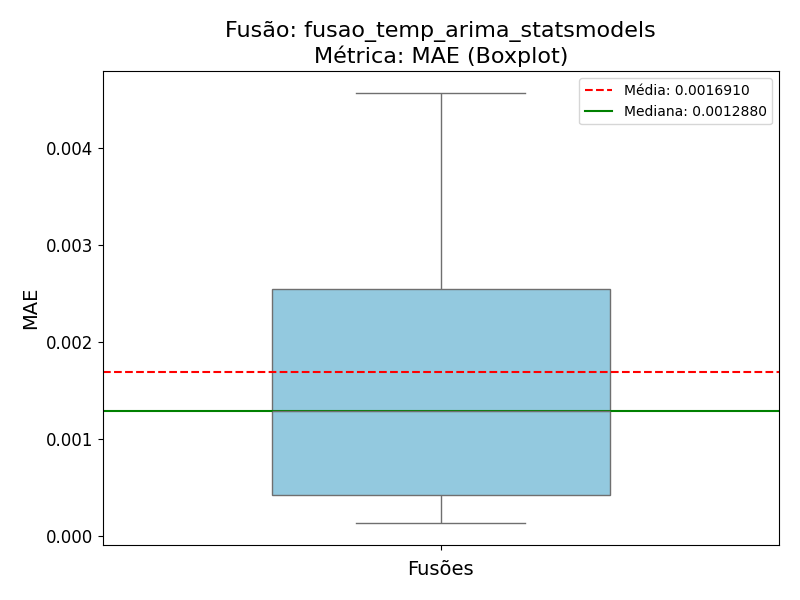 Fusão: fusao_temp_arima_statsmodels
Métrica: MAE (Boxplot)
Média: 0.0016910
Mediana: 0.0012880
0.004
0.003
0.002
0.001
0.000
MAE
Fusões